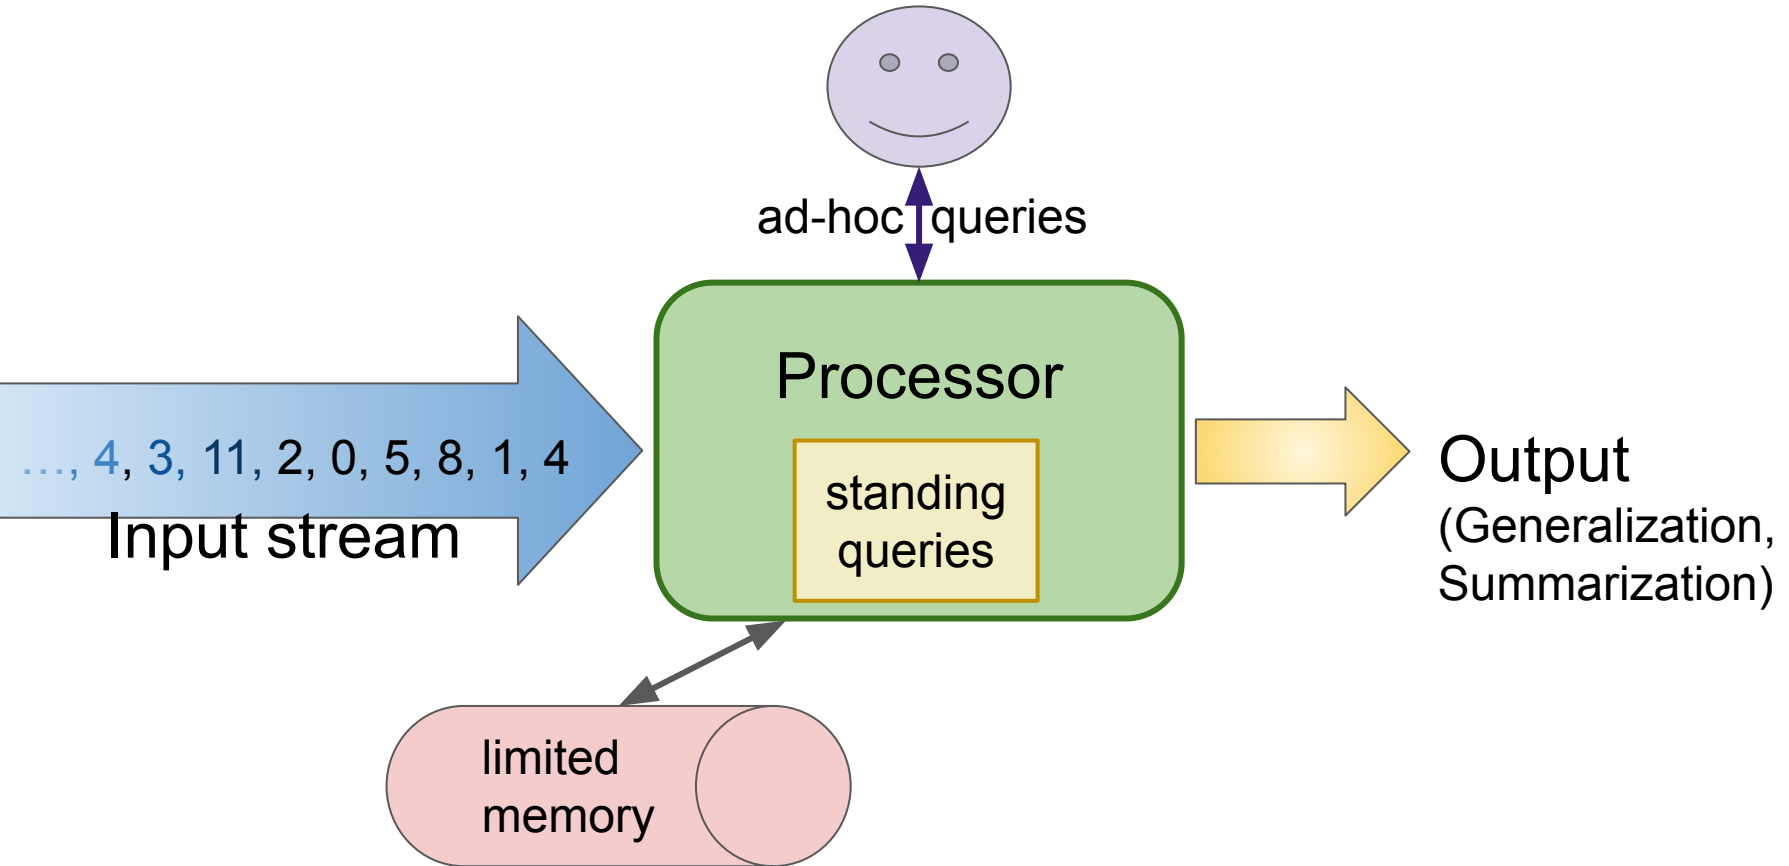 ad-hoc queries
Processor
…, 4, 3, 11, 2, 0, 5, 8, 1, 4
Input stream
standing
queries
Output
(Generalization,
Summarization)
limited
memory